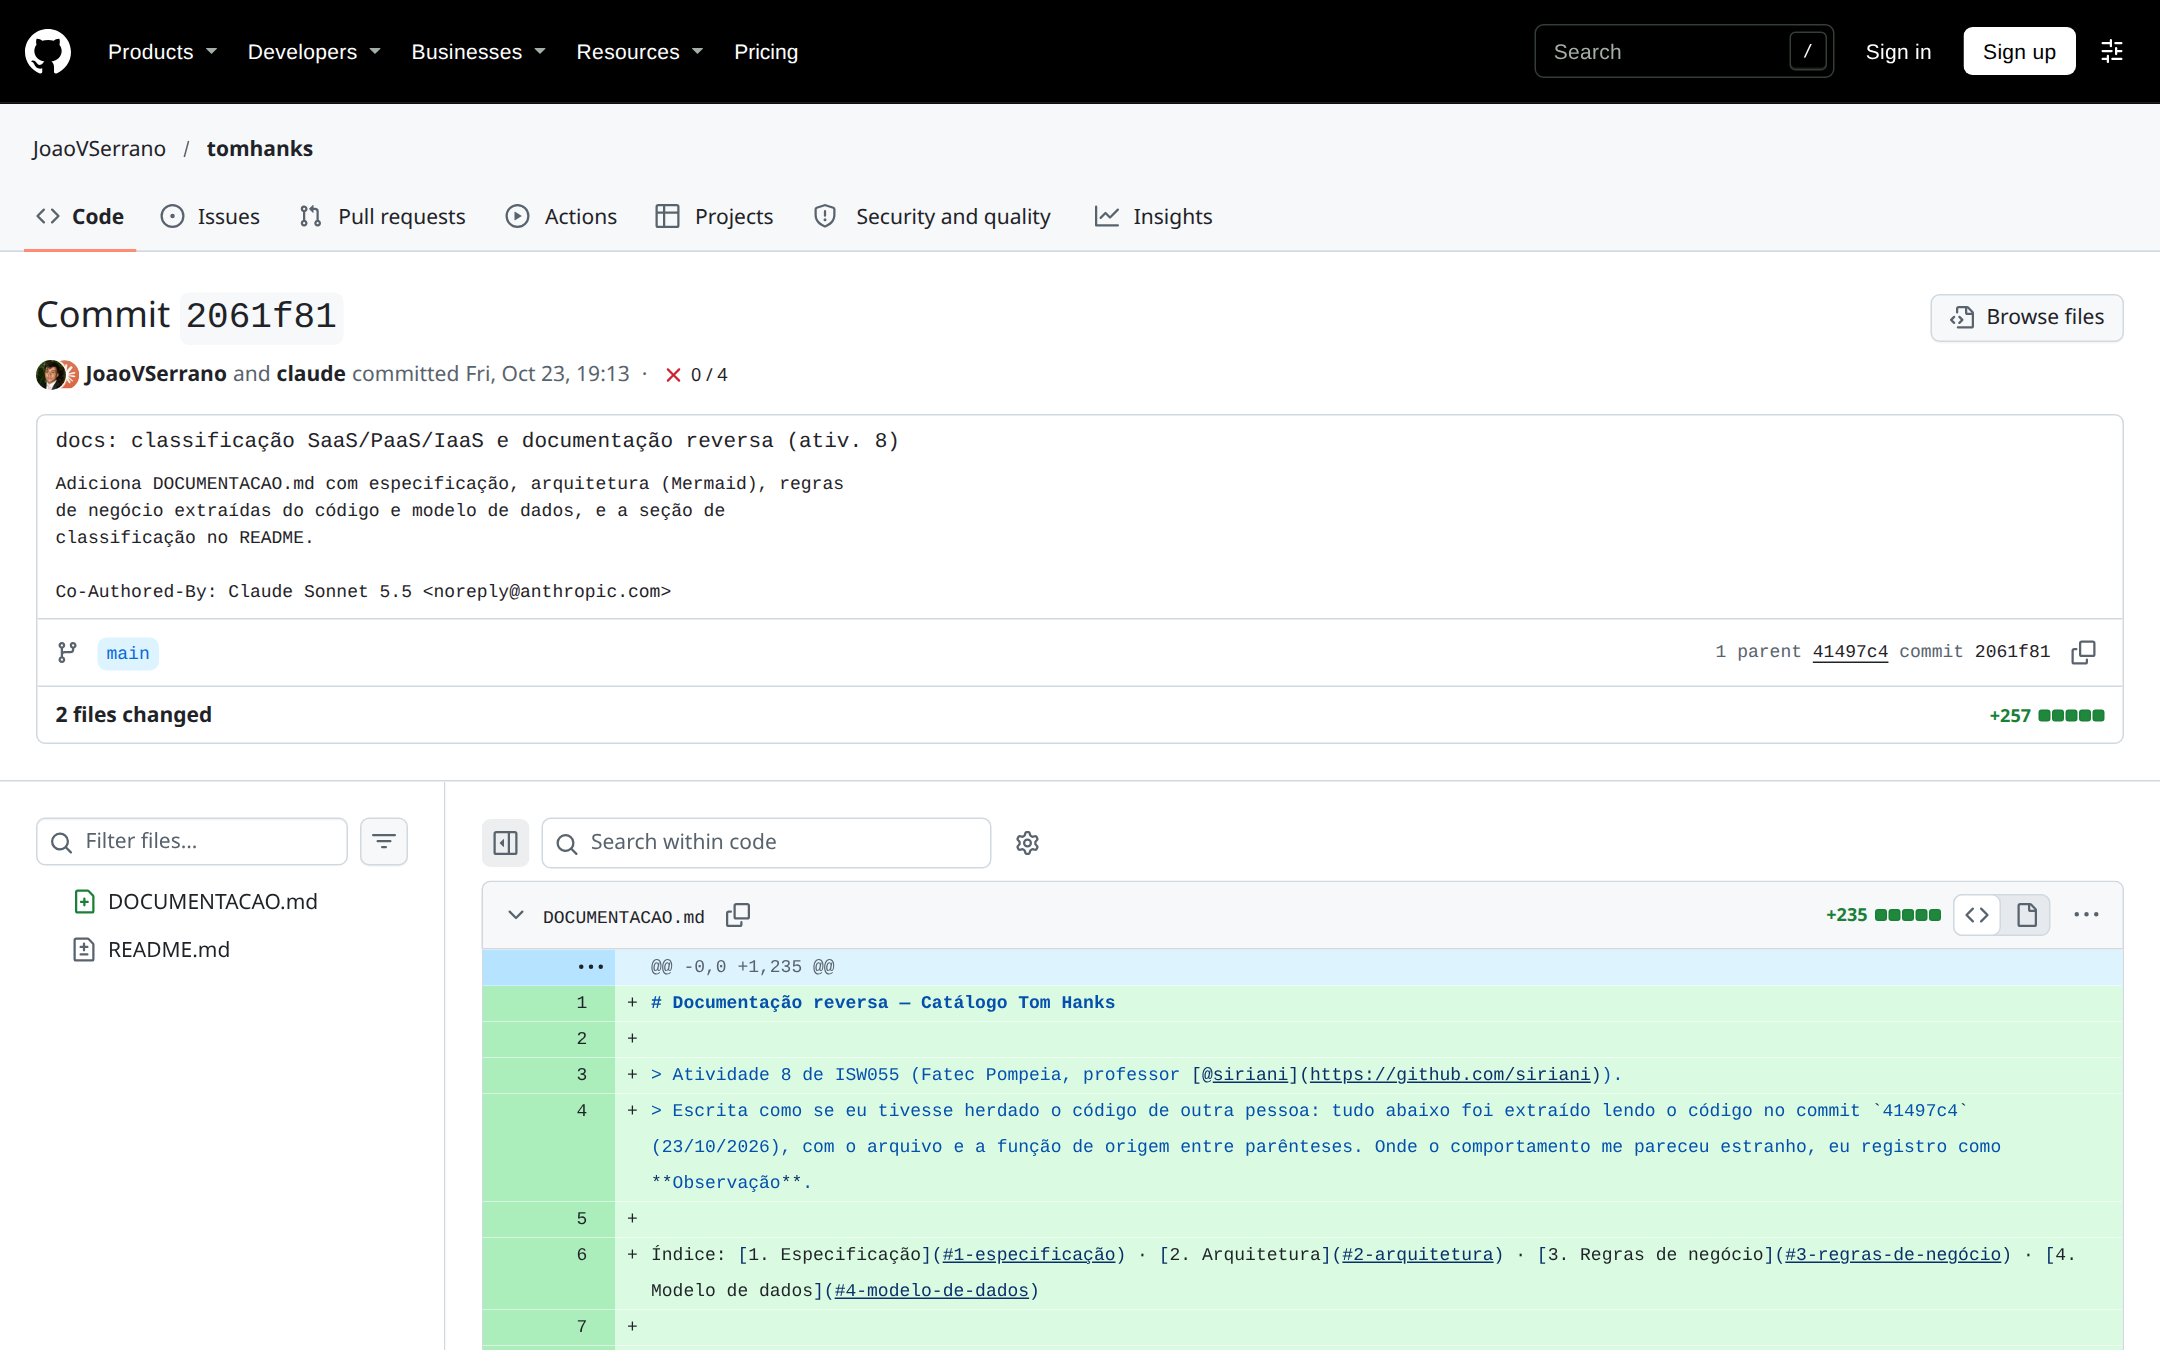 Products Developers Businesses Resources Pricing Search / Sign in Sign up
JoaoVSerrano / tomhanks
Code Issues Pull requests Actions Projects Security and quality Insights
Commit 2061f81
Browse files
JoaoVSerrano and claude committed Fri, Oct 23, 19:13 · 0 / 4
docs: classificação SaaS/PaaS/IaaS e documentação reversa (ativ. 8)
Adiciona DOCUMENTACAO.md com especificação, arquitetura (Mermaid), regras
de negócio extraídas do código e modelo de dados, e a seção de
classificação no README.
Co-Authored-By: Claude Sonnet 5.5 <noreply@anthropic.com>
main
1 parent 41497c4 commit 2061f81
2 files changed
+257
Filter files...
Search within code
DOCUMENTACAO.md
README.md
DOCUMENTACAO.md
+235
@@ -0,0 +1,235 @@
1 + # Documentação reversa — Catálogo Tom Hanks
2 +
3 + > Atividade 8 de ISW055 (Fatec Pompeia, professor [@siriani](https://github.com/siriani)).
4 + > Escrita como se eu tivesse herdado o código de outra pessoa: tudo abaixo foi extraído lendo o código no commit `41497c4`
(23/10/2026), com o arquivo e a função de origem entre parênteses. Onde o comportamento me pareceu estranho, eu registro como
**Observação**.
5 +
6 + Índice: [1. Especificação](#1-especificação) · [2. Arquitetura](#2-arquitetura) · [3. Regras de negócio](#3-regras-de-negócio) · [4.
Modelo de dados](#4-modelo-de-dados)
7 +